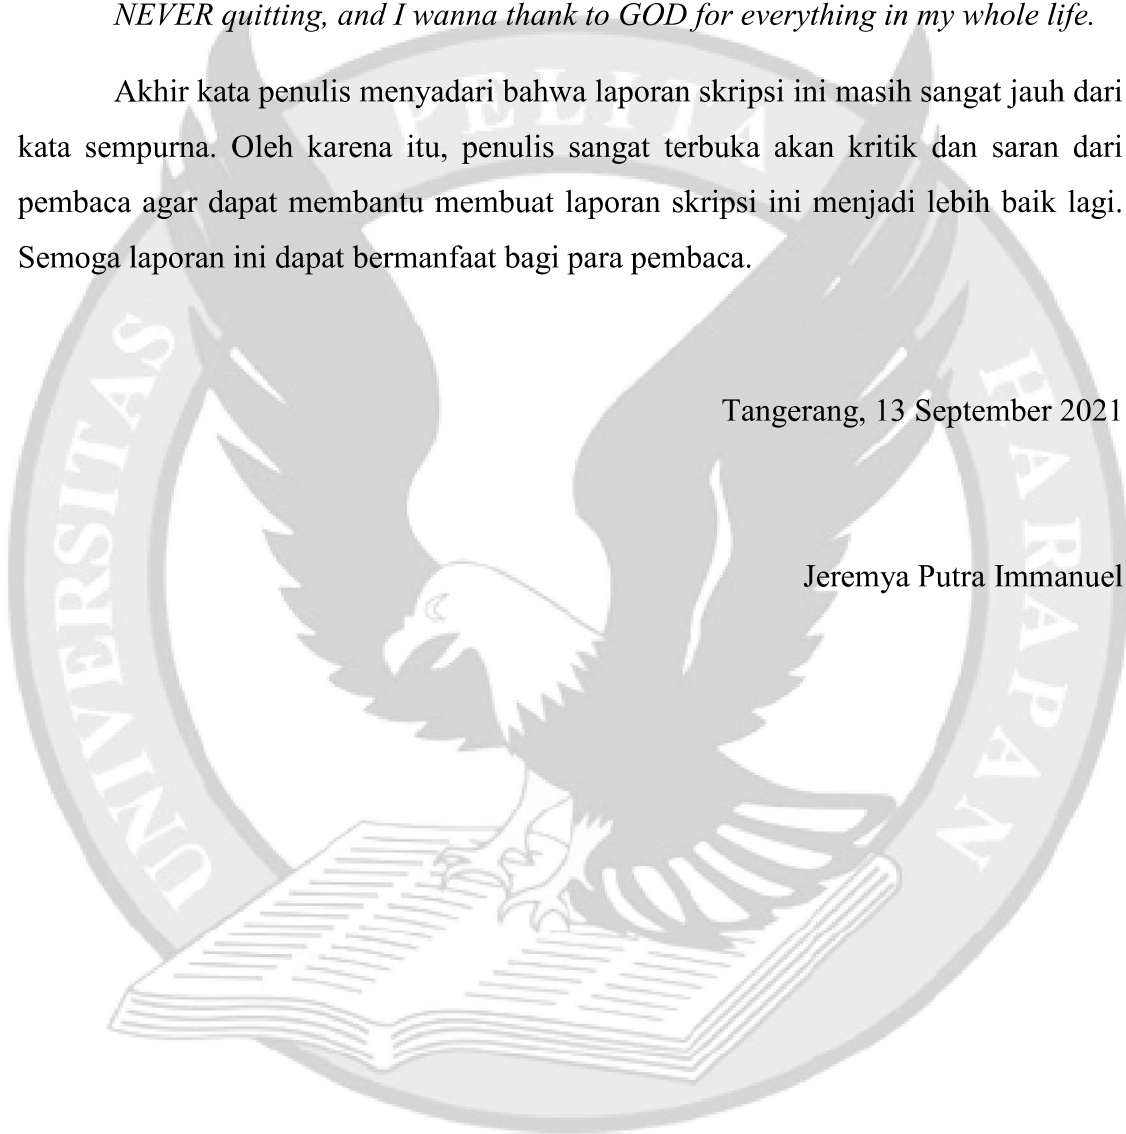 NEVER quitting, and I wanna thank to GOD for everything in my whole life.
Akhir kata penulis menyadari bahwa laporan skripsi ini masih sangat jauh dari
kata sempurna. Oleh karena itu, penulis sangat terbuka akan kritik dan saran dari
pembaca agar dapat membantu membuat laporan skripsi ini menjadi lebih baik lagi.
Semoga laporan ini dapat bermanfaat bagi para pembaca.
Tangerang, 13 September 2021
Jeremya Putra Immanuel
UNIVERSITAS PELITA HARAPAN